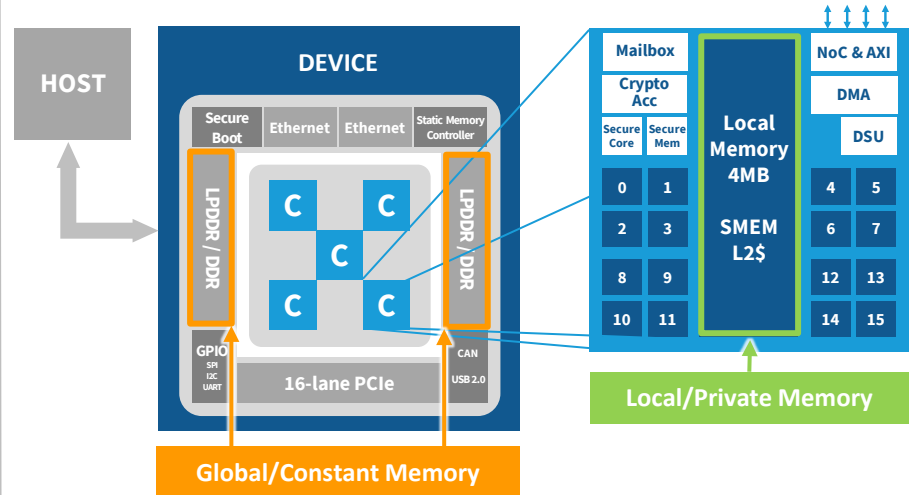 HOST
DEVICE
Secure
Boot
Ethernet
Ethernet
Static Memory
Controller
LPDDR / DDR
C
C
C
C
C
LPDDR / DDR
GPIO
SPI
I2C
UART
16-lane PCIe
CAN
USB 2.0
Global/Constant Memory
Mailbox
Crypto
Acc
Secure
Core
Secure
Mem
0
1
2
3
8
9
10
11
Local
Memory
4MB
SMEM
L2$
NoC & AXI
DMA
DSU
4
5
6
7
12
13
14
15
Local/Private Memory